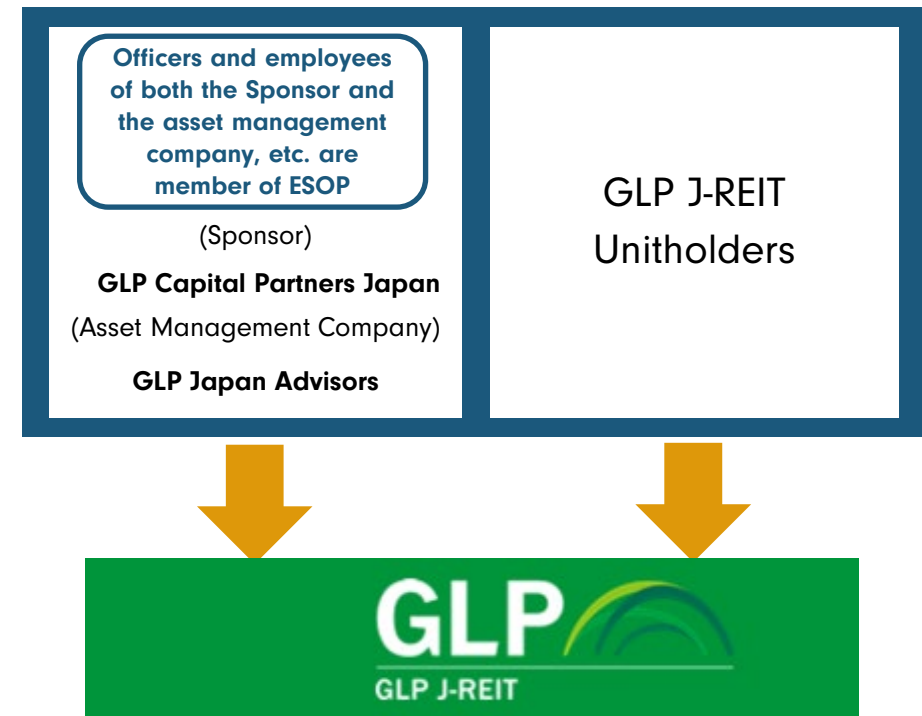 Officers and employees
of both the Sponsor and
the asset management
company, etc. are
member of ESOP
(Sponsor)
GLP Capital Partners Japan
(Asset Management Company)
GLP Japan Advisors
GLP J-REIT
Unitholders
GLP
GLP J-REIT